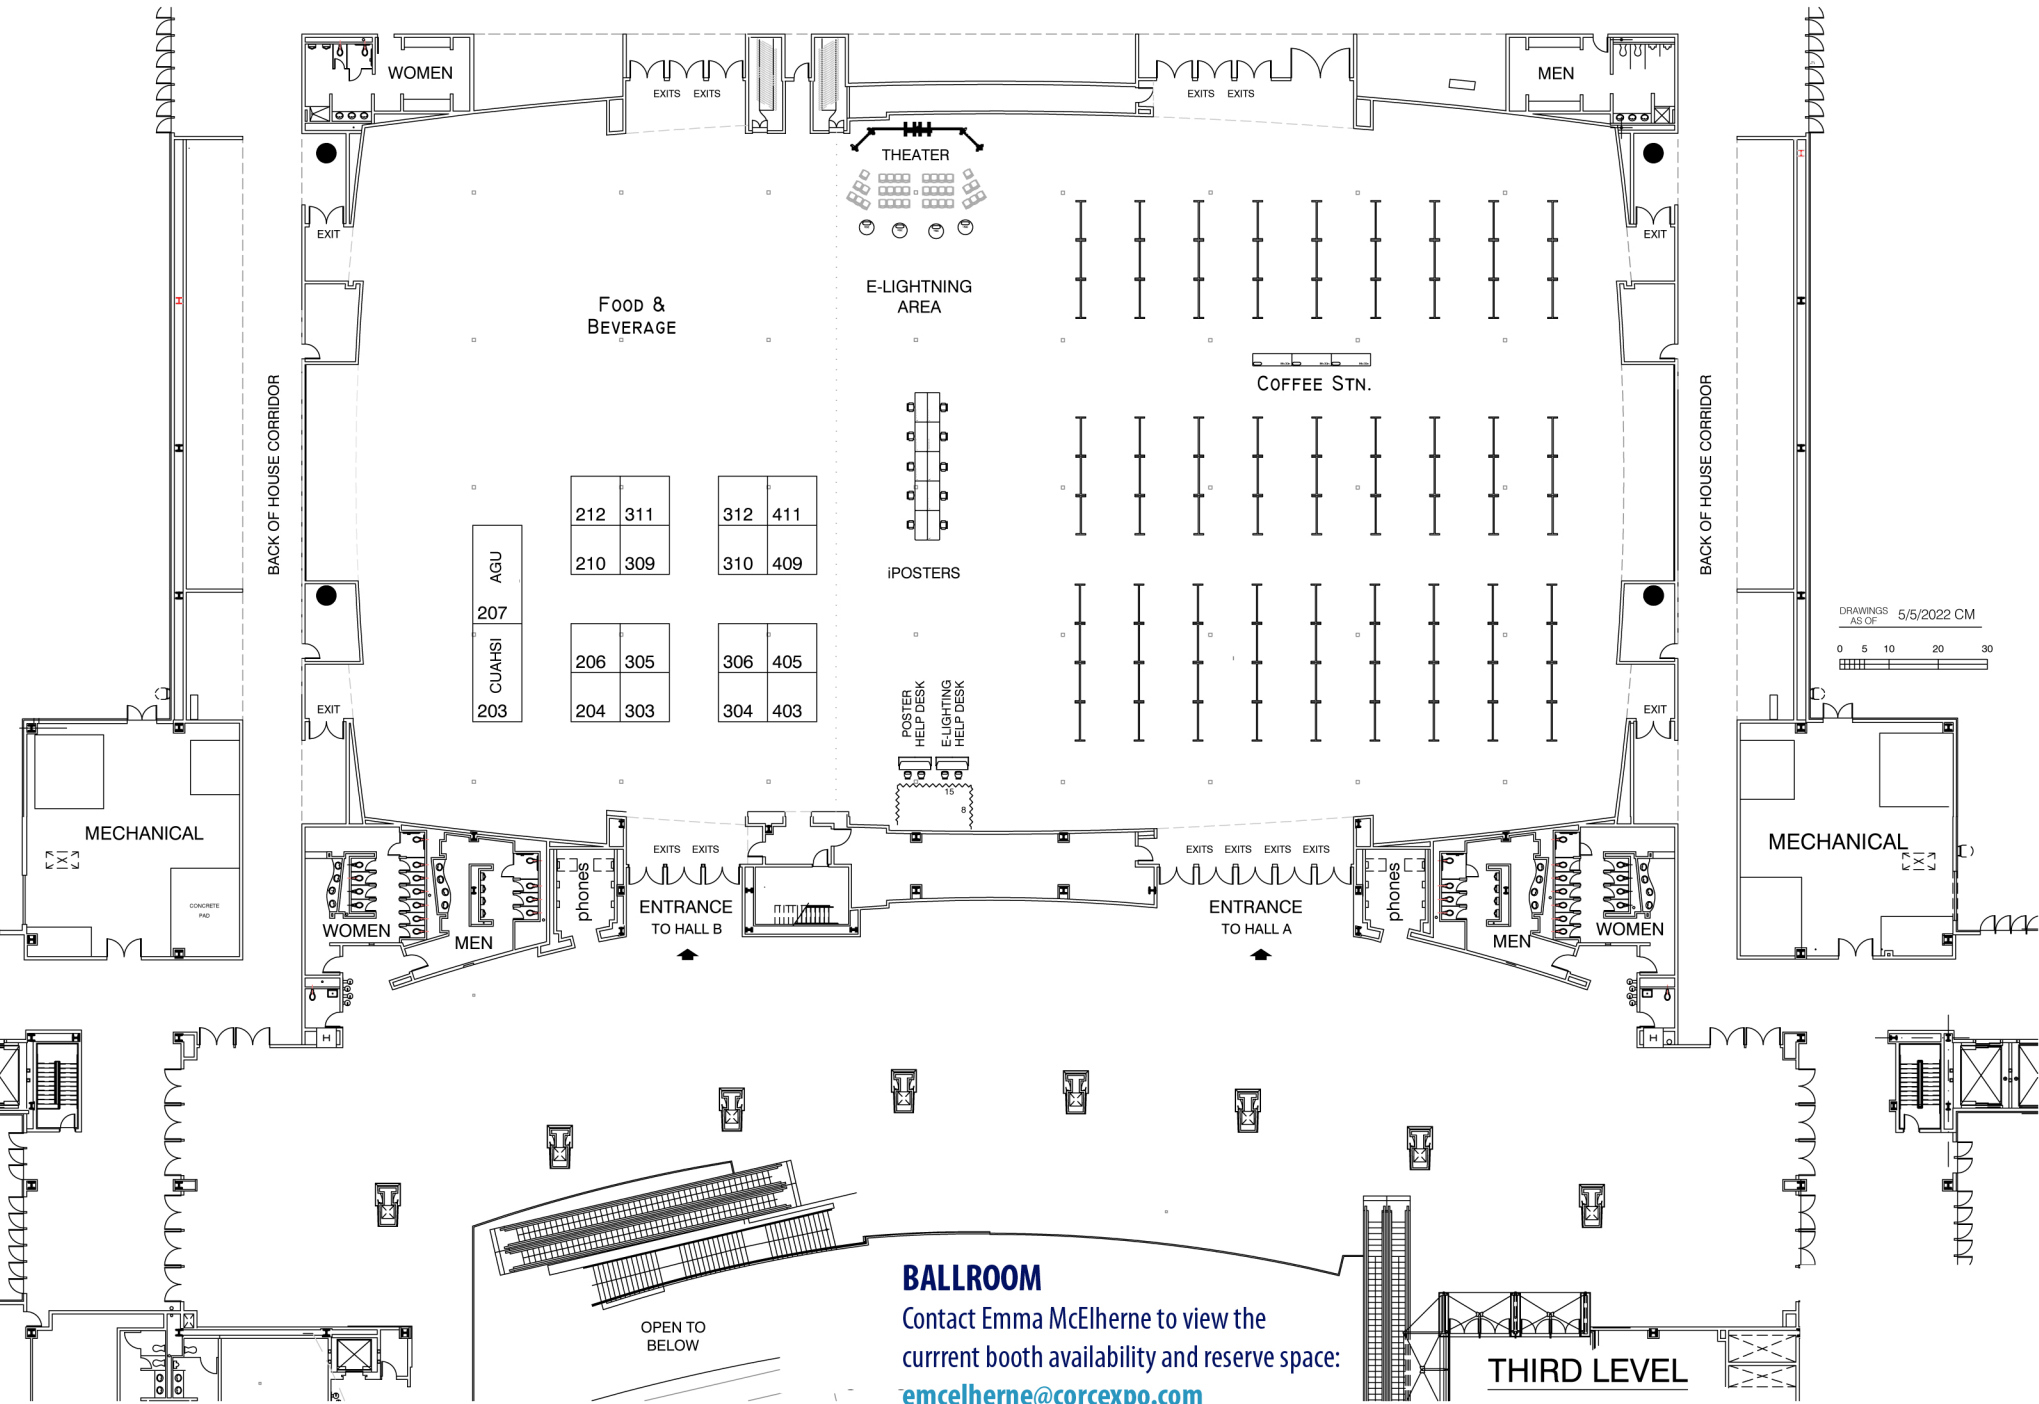 WOMEN
EXITS EXITS
EXITS EXITS
MEN
THEATER
EXIT
EXIT
E-LIGHTNING
AREA
FOOD &
BEVERAGE
COFFEE STN.
BACK OF HOUSE CORRIDOR
BACK OF HOUSE CORRIDOR
212 311
312 411
210 309
310 409
AGU
207
iPOSTERS
CUAHSI
203
206 305
306 405
204 303
304 403
DRAWINGS
AS OF 5/5/2022 CM
0 5 10 20 30
POSTER
HELP DESK
E-LIGHTING
HELP DESK
EXIT
EXIT
15
8
MECHANICAL
MECHANICAL
CONCRETE
PAD
EXITS EXITS
EXITS EXITS EXITS EXITS
phones
phones
ENTRANCE
TO HALL B
ENTRANCE
TO HALL A
WOMEN
MEN
MEN
WOMEN
OPEN TO
BELOW
BALLROOM
Contact Emma McElherne to view the
currrent booth availability and reserve space:
emcelherne@corcexpo.com
THIRD LEVEL